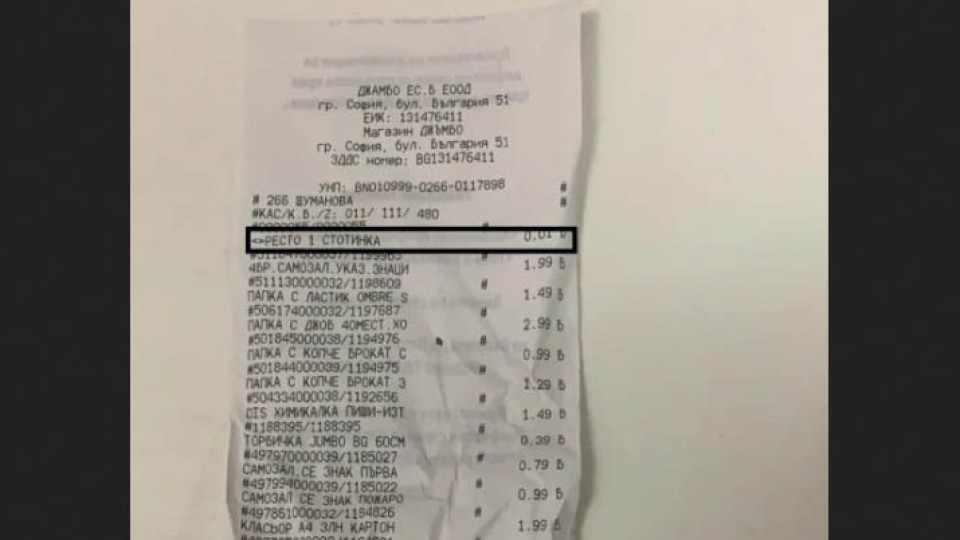 ДЖАМБО ЕС.Б ЕООД
гр. София, бул. България 51
ЕИК: 131476411
Магазин ДЖЪМБО
гр. София, бул. България 51
ЗДДС номер: BG131476411
УНП: BN010999-0266-0117898 #
# 266 ШУМАНОВА #
#КАС/К.Б./Z: 011/ 111/ 480
#
<>РЕСТО 1 СТОТИНКА 0.01 Б
#
4БР.САМОЗАЛ.УКАЗ.ЗНАЦИ 1.99 Б
#511130000032/1198609 #
ПАПКА С ЛАСТИК OMBRE S 1.49 Б
#506174000032/1197687 #
ПАПКА С ДЖОБ 40МЕСТ.ХО 2.99 Б
#501845000038/1194976 #
ПАПКА С КОПЧЕ БРОКАТ С 0.99 Б
#501844000039/1194975 #
ПАПКА С КОПЧЕ БРОКАТ З 1.29 Б
#504334000038/1192656 #
DIS ХИМИКАЛКА ПИШИ-ИЗТ 1.49 Б
#1188395/1188395 #
ТОРБИЧКА JUMBO BG 60CM 0.39 Б
#497970000039/1185027 #
САМОЗАЛ.СЕ ЗНАК ПЪРВА 0.79 Б
#497994000039/1185022 #
САМОЗАЛ СЕ ЗНАК ПОЖАРО 0.99 Б
#497861000032/1184826 #
КЛАСЬОР А4 ЗЛН КАРТОН 1.99 Б